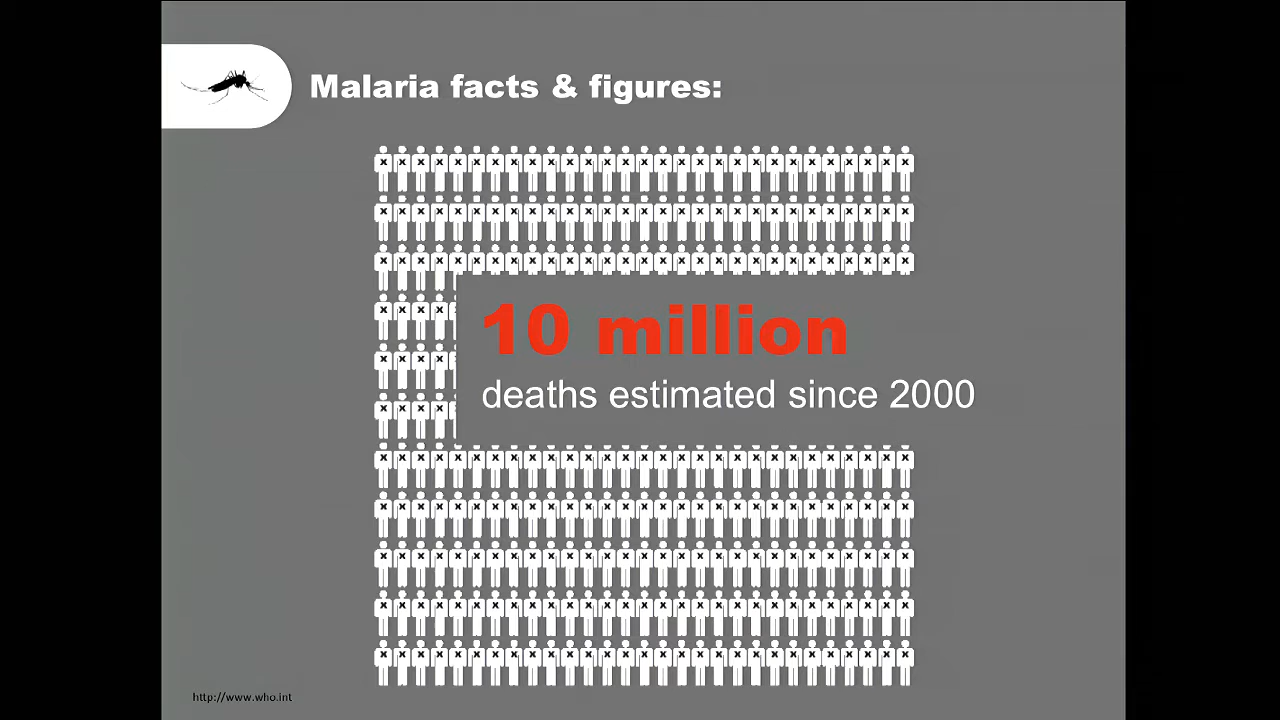 Malaria facts & figures:
10 million
deaths estimated since 2000
http://www.who.int